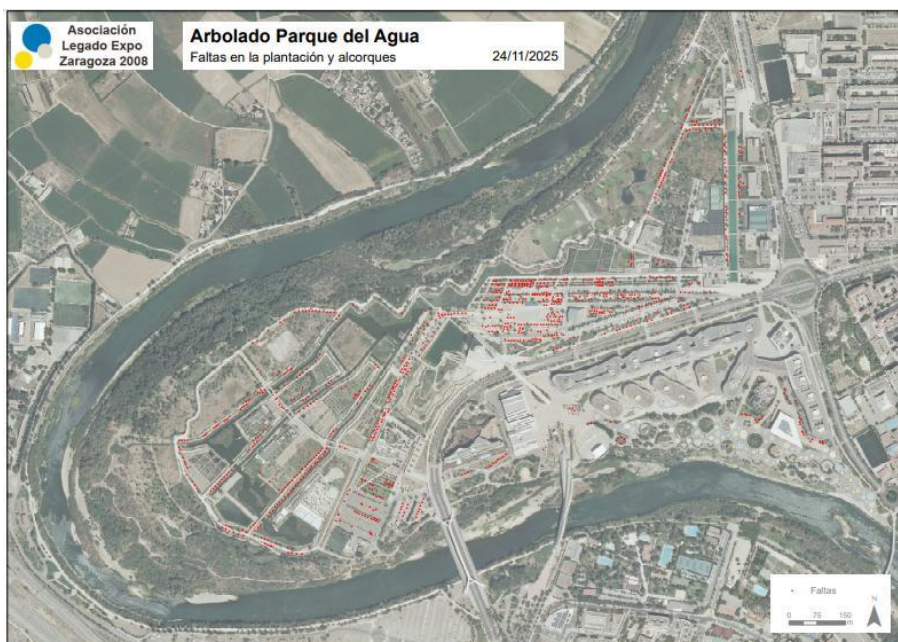 Asociación
Legado Expo
Zaragoza 2008
Arbolado Parque del Agua
Faltas en la plantación y alcorques
24/11/2025
Faltas
N
0 75 150
m